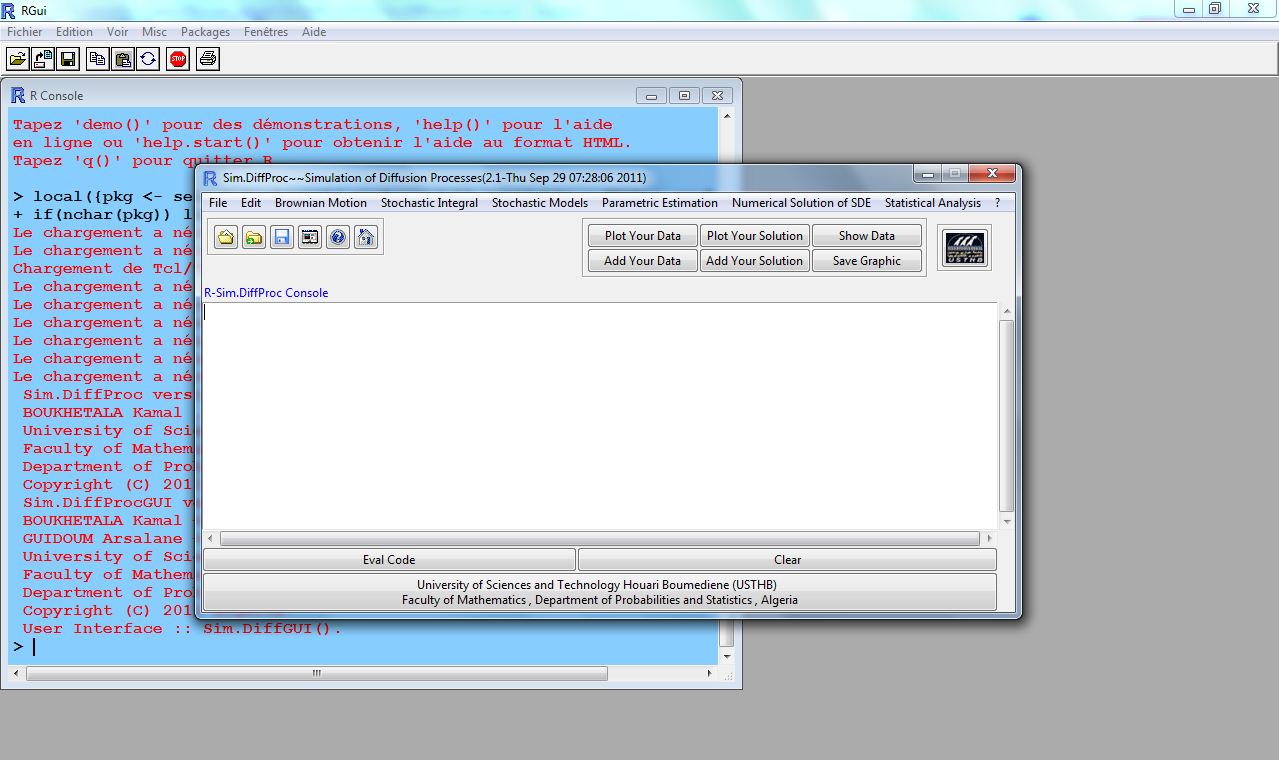 RGui
Fichier Edition Voir Misc Packages Fenêtres Aide
STOP
R Console
Tapez 'demo()' pour des démonstrations, 'help()' pour l'aide
en ligne ou 'help.start()' pour obtenir l'aide au format HTML.
Tapez 'q()' pour quitter R
> local({pkg <- se
+ if(nchar(pkg)) l
Le chargement a né
Le chargement a né
Chargement de Tcl/
Le chargement a né
Le chargement a né
Le chargement a né
Le chargement a né
Le chargement a né
Le chargement a né
Sim.DiffProc vers
BOUKHETALA Kamal
University of Sci
Faculty of Mathem
Department of Pro
Copyright (C) 201
Sim.DiffProcGUI v
BOUKHETALA Kamal
GUIDOUM Arsalane
University of Sci
Faculty of Mathem
Department of Pro
Copyright (C) 201
User Interface :: Sim.DiffGUI().
>
Sim.DiffProc~~Simulation of Diffusion Processes(2.1-Thu Sep 29 07:28:06 2011)
File Edit Brownian Motion Stochastic Integral Stochastic Models Parametric Estimation Numerical Solution of SDE Statistical Analysis ?
Plot Your Data Plot Your Solution Show Data
Add Your Data Add Your Solution Save Graphic
USTHB
R-Sim.DiffProc Console
Eval Code Clear
University of Sciences and Technology Houari Boumediene (USTHB)
Faculty of Mathematics , Department of Probabilities and Statistics , Algeria